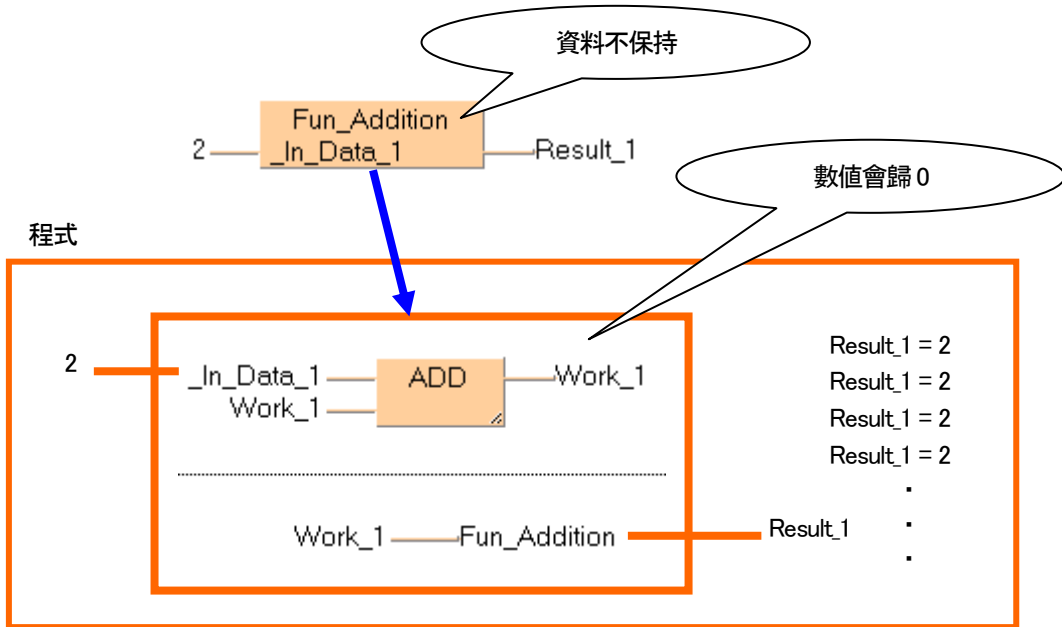 資料不保持
Fun_Addition
2
_In_Data_1
Result_1
數值會歸 0
程式
2
_In_Data_1
ADD
Work_1
Work_1
Result_1 = 2
Result_1 = 2
Result_1 = 2
Result_1 = 2
・
・
・
Work_1
Fun_Addition
Result_1